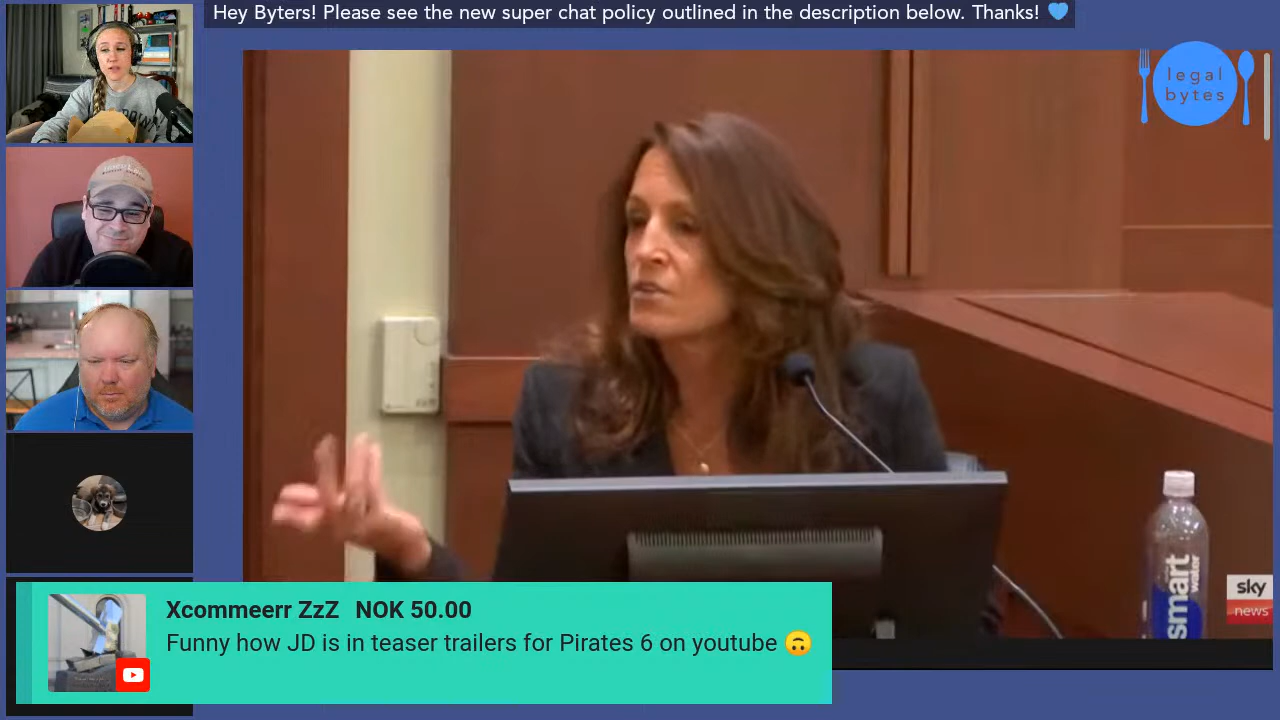 Hey Byters! Please see the new super chat policy outlined in the description below. Thanks! 💙
legal
bytes
smart
water
sky
news
Xcommeerr ZzZ NOK 50.00
Funny how JD is in teaser trailers for Pirates 6 on youtube 🙃